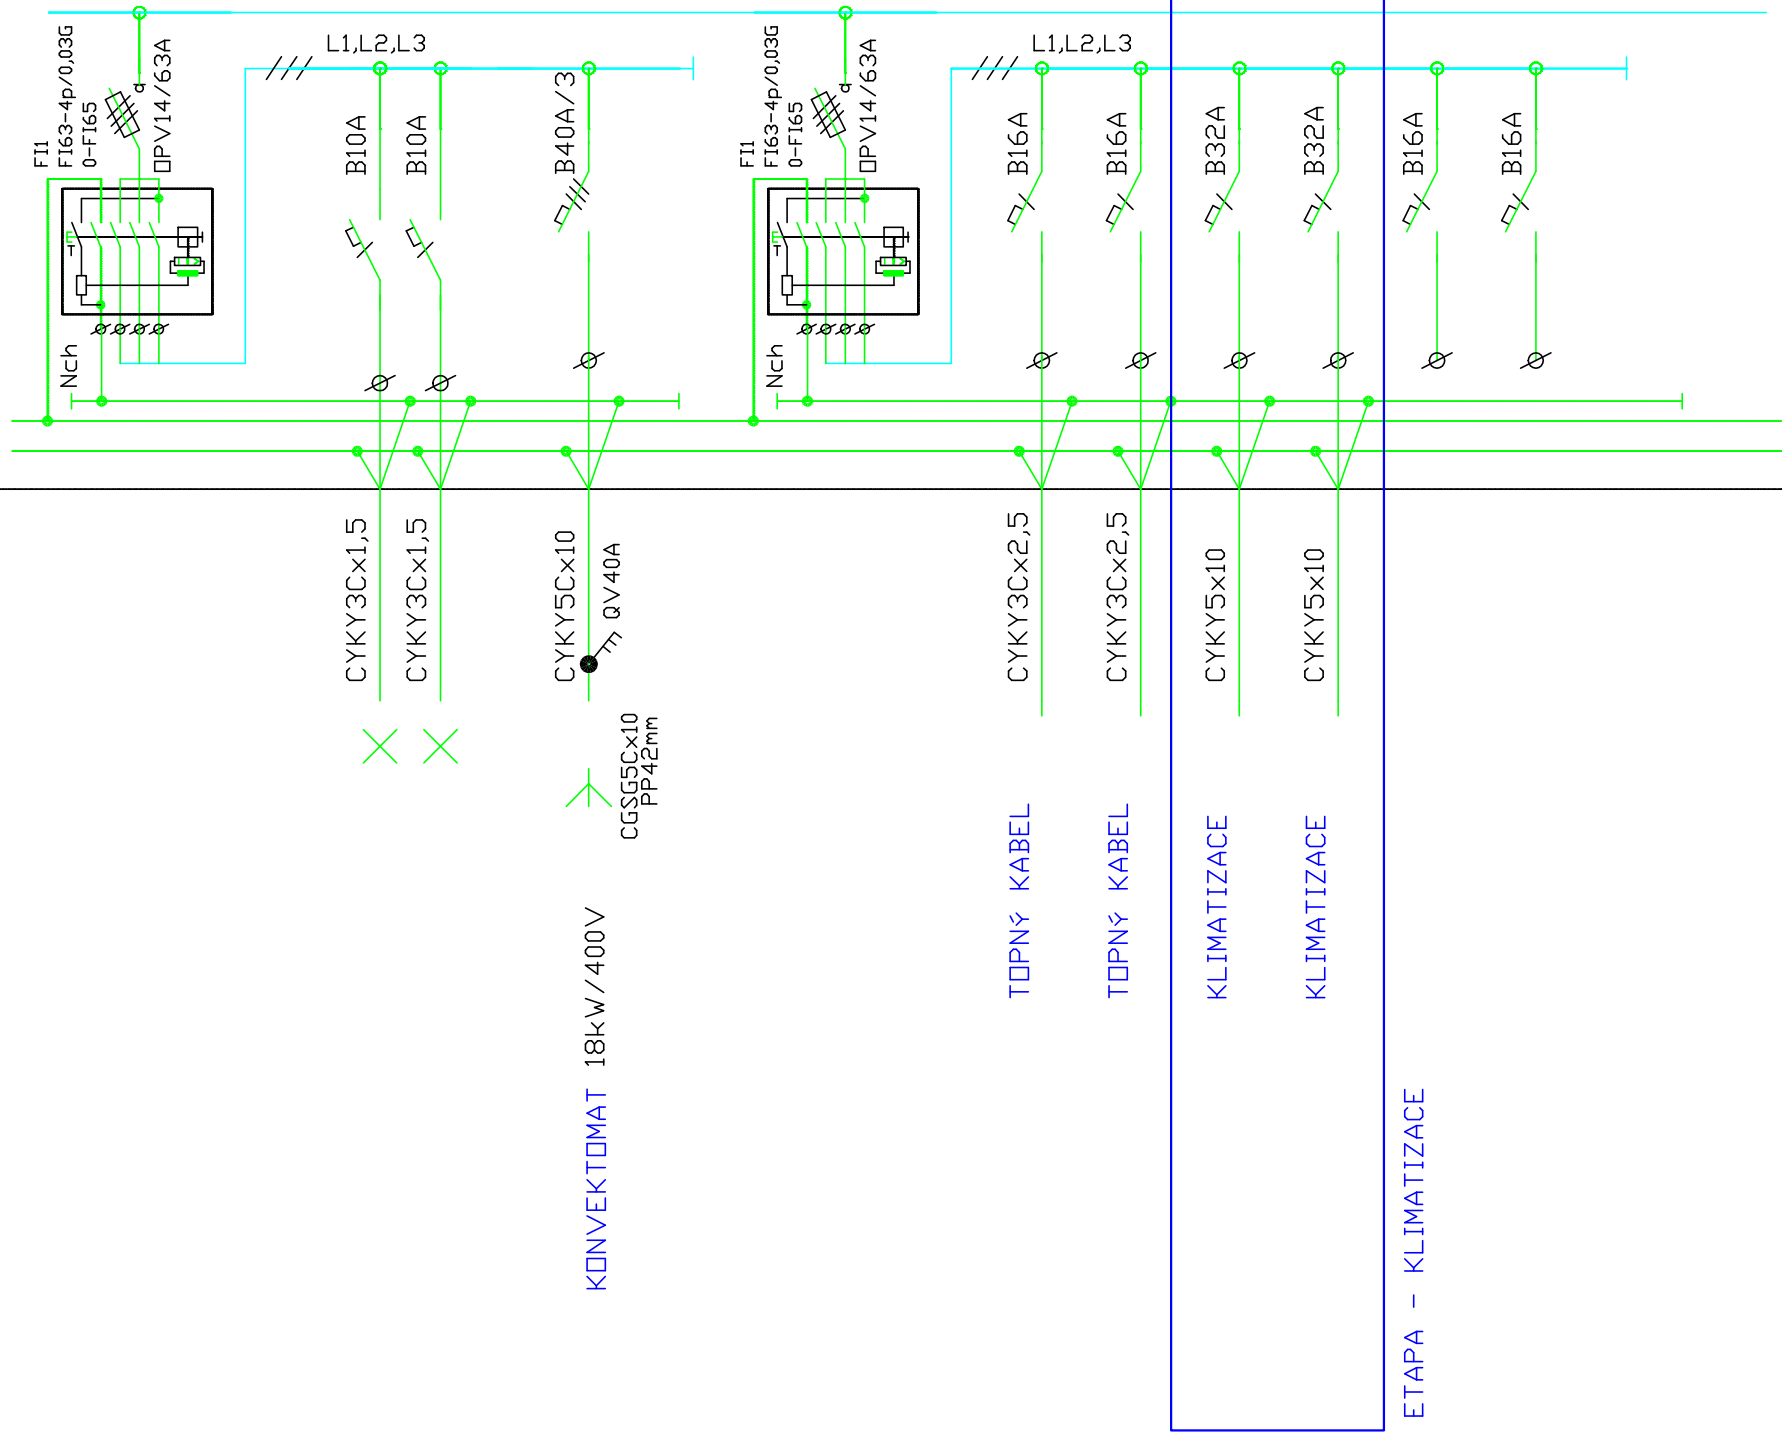 FI1
FI63-4p/0,03G
0-FI65
OPV14/63A
L1,L2,L3
B10A
B10A
B40A/3
Nch
CYKY3Cx1,5
CYKY3Cx1,5
CYKY5Cx10
QV40A
CGSG5Cx10
PP42mm
KONVEKTOMAT 18kW/400V
FI1
FI63-4p/0,03G
0-FI65
OPV14/63A
L1,L2,L3
B16A
B16A
B32A
B32A
B16A
B16A
Nch
CYKY3Cx2,5
CYKY3Cx2,5
CYKY5x10
CYKY5x10
TOPNÝ KABEL
TOPNÝ KABEL
KLIMATIZACE
KLIMATIZACE
ETAPA - KLIMATIZACE